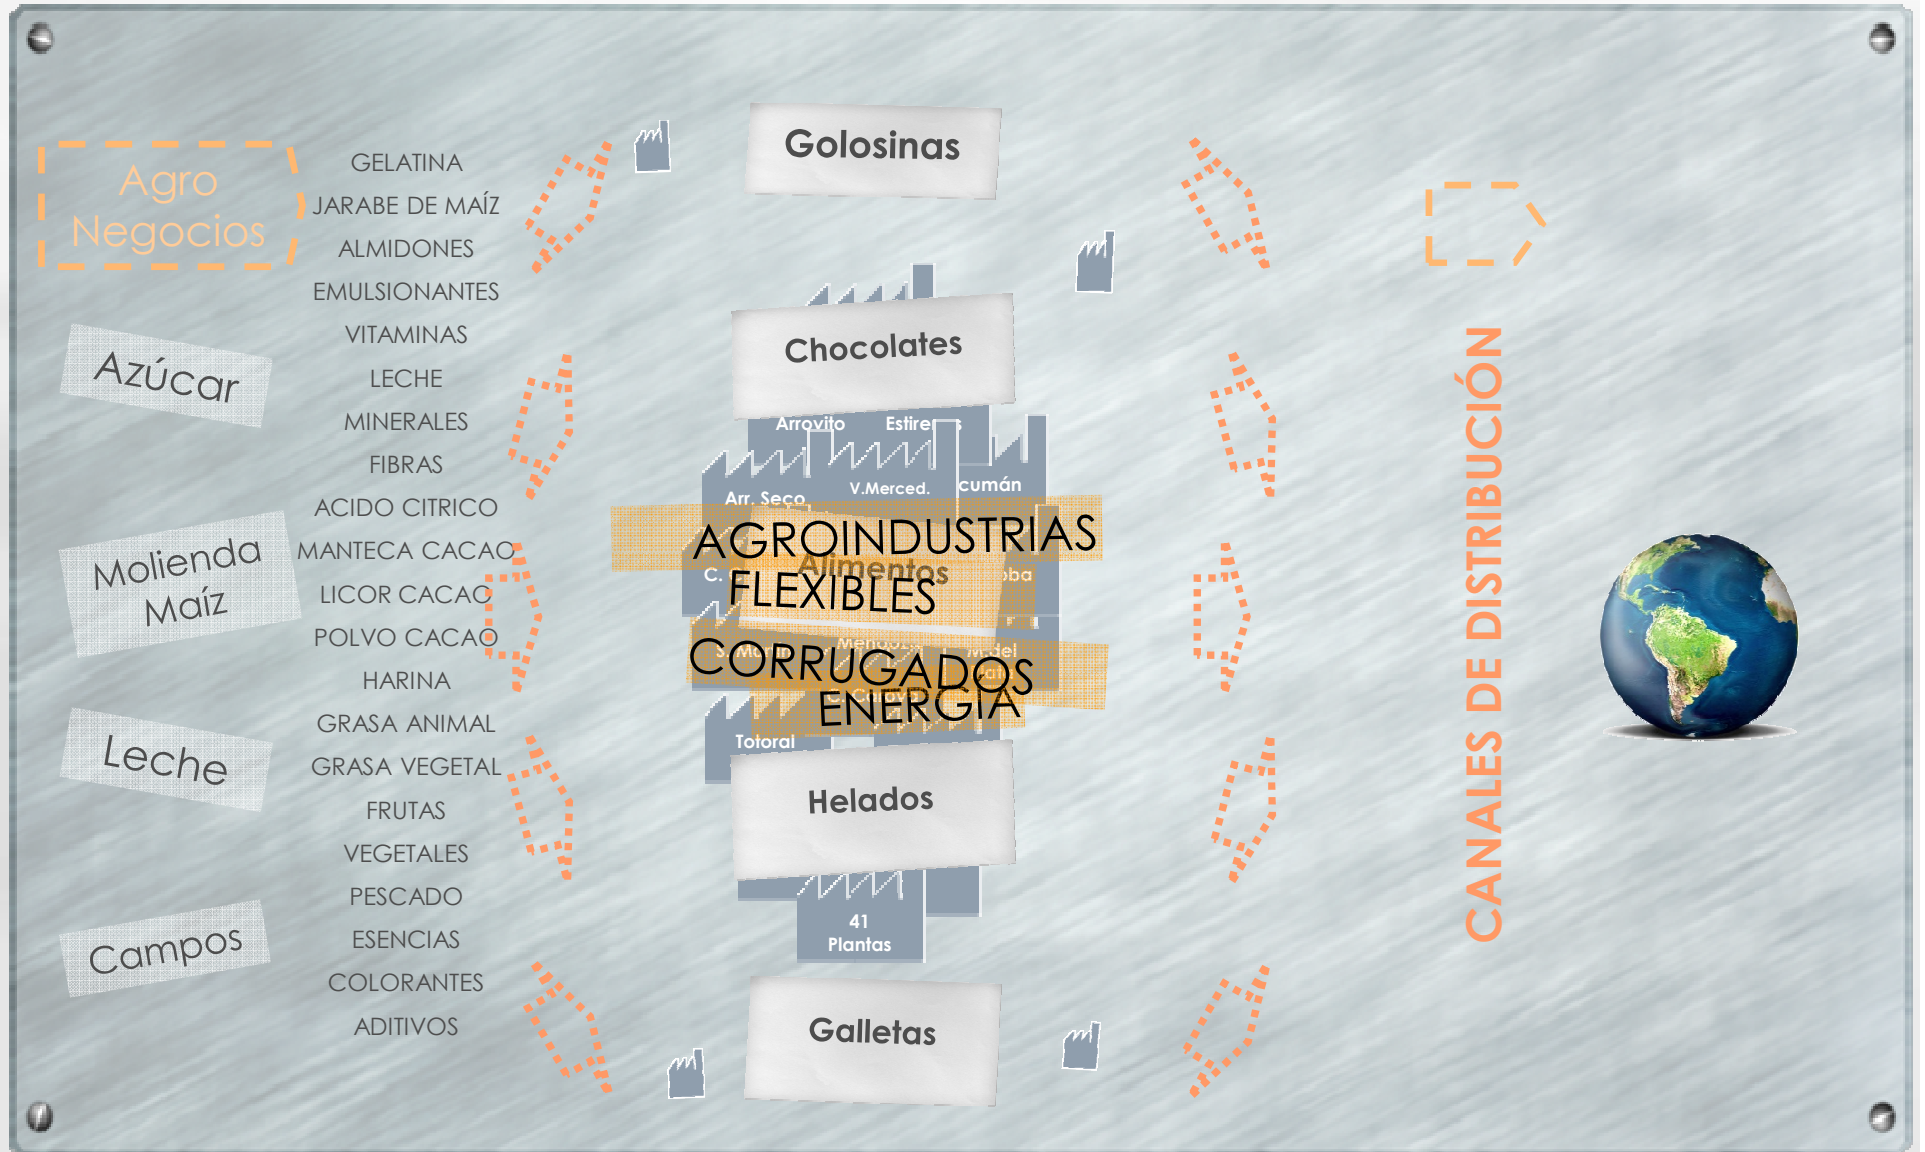 Agro
Negocios
Azúcar
Molienda
Maíz
Leche
Campos
GELATINA
JARABE DE MAÍZ
ALMIDONES
EMULSIONANTES
VITAMINAS
LECHE
MINERALES
FIBRAS
ACIDO CITRICO
MANTECA CACAO
LICOR CACAO
POLVO CACAO
HARINA
GRASA ANIMAL
GRASA VEGETAL
FRUTAS
VEGETALES
PESCADO
ESENCIAS
COLORANTES
ADITIVOS
Golosinas
Chocolates
Arroyito
Arr. Seco
V.Merced.
AGROINDUSTRIAS
Alimentos
FLEXIBLES
CORRUGADOS
ENERGÍA
Totoral
Helados
41
Plantas
Galletas
CANALES DE DISTRIBUCIÓN